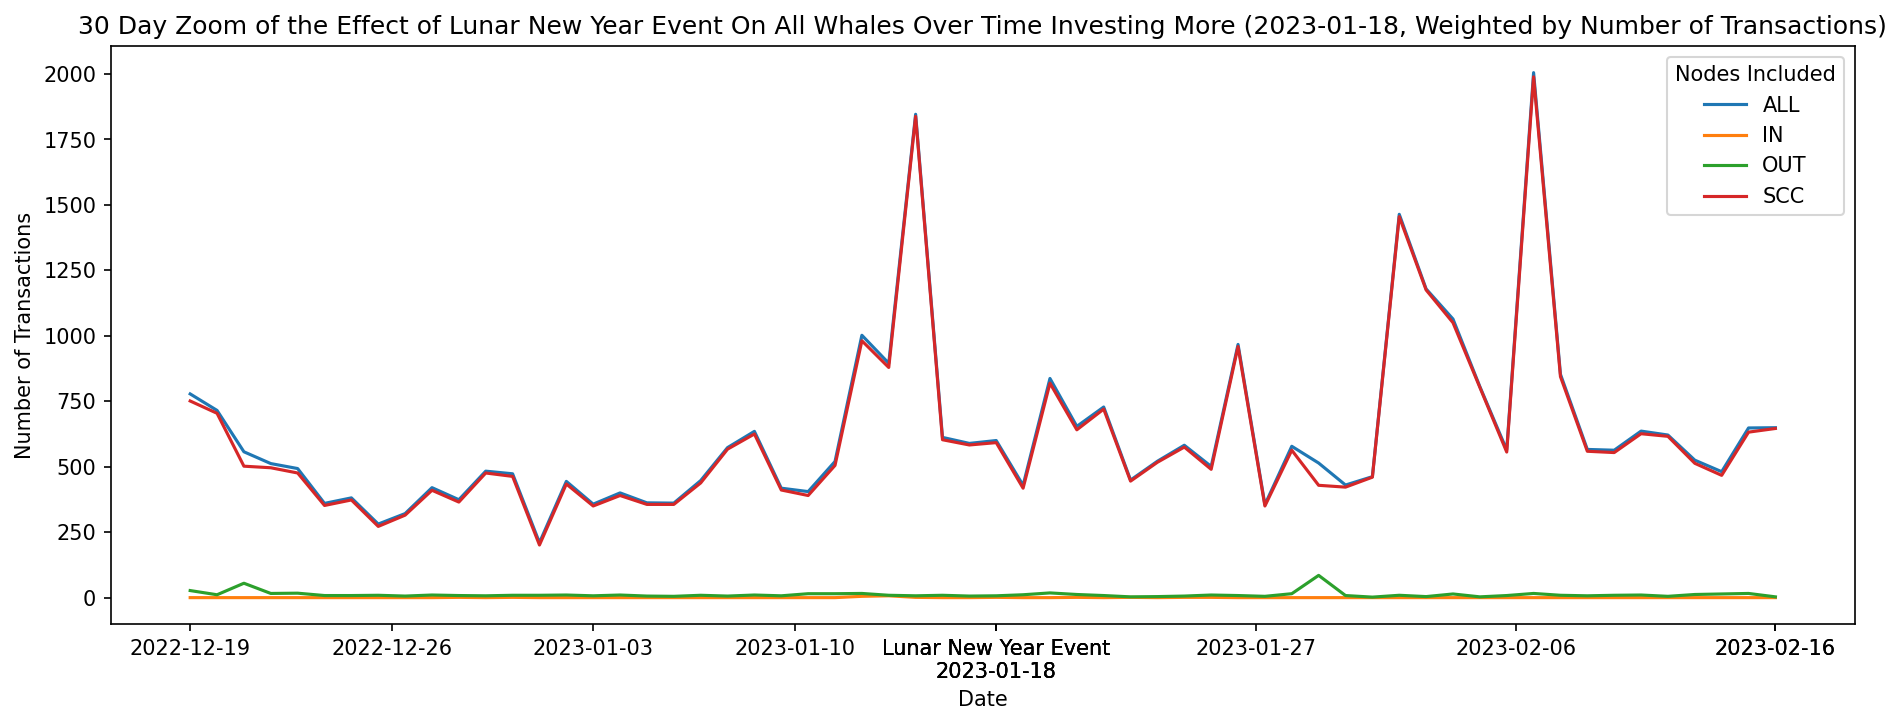 30 Day Zoom of the Effect of Lunar New Year Event On All Whales Over Time Investing More (2023-01-18, Weighted by Number of Transactions)
Nodes Included
ALL
IN
OUT
SCC
Number of Transactions
2000
1750
1500
1250
1000
750
500
250
0
2022-12-19
2022-12-26
2023-01-03
2023-01-10
Lunar New Year Event
2023-01-18
2023-01-27
2023-02-06
2023-02-16
Date